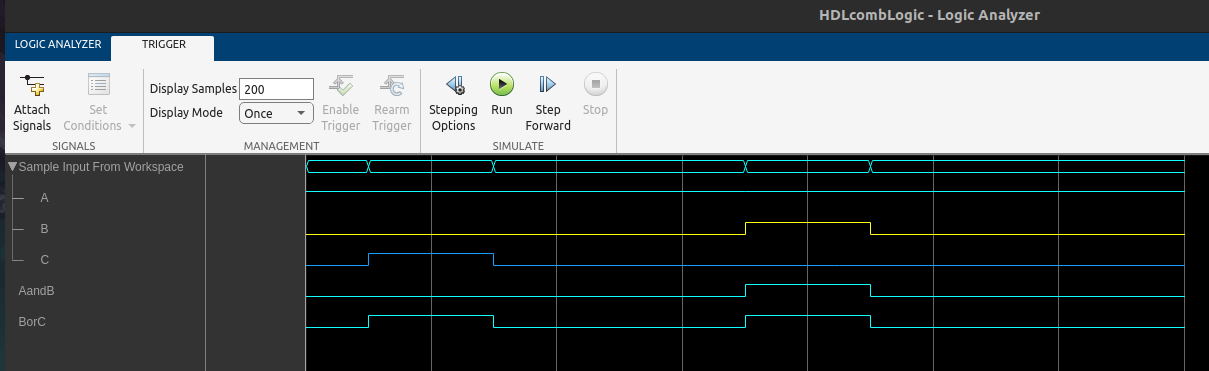 HDLcombLogic - Logic Analyzer
LOGIC ANALYZER
TRIGGER
Attach
Signals
Set
Conditions
SIGNALS
Display Samples 200
Display Mode Once
Enable
Trigger
Rearm
Trigger
MANAGEMENT
Stepping
Options
Run
Step
Forward
Stop
SIMULATE
Sample Input From Workspace
A
B
C
AandB
BorC